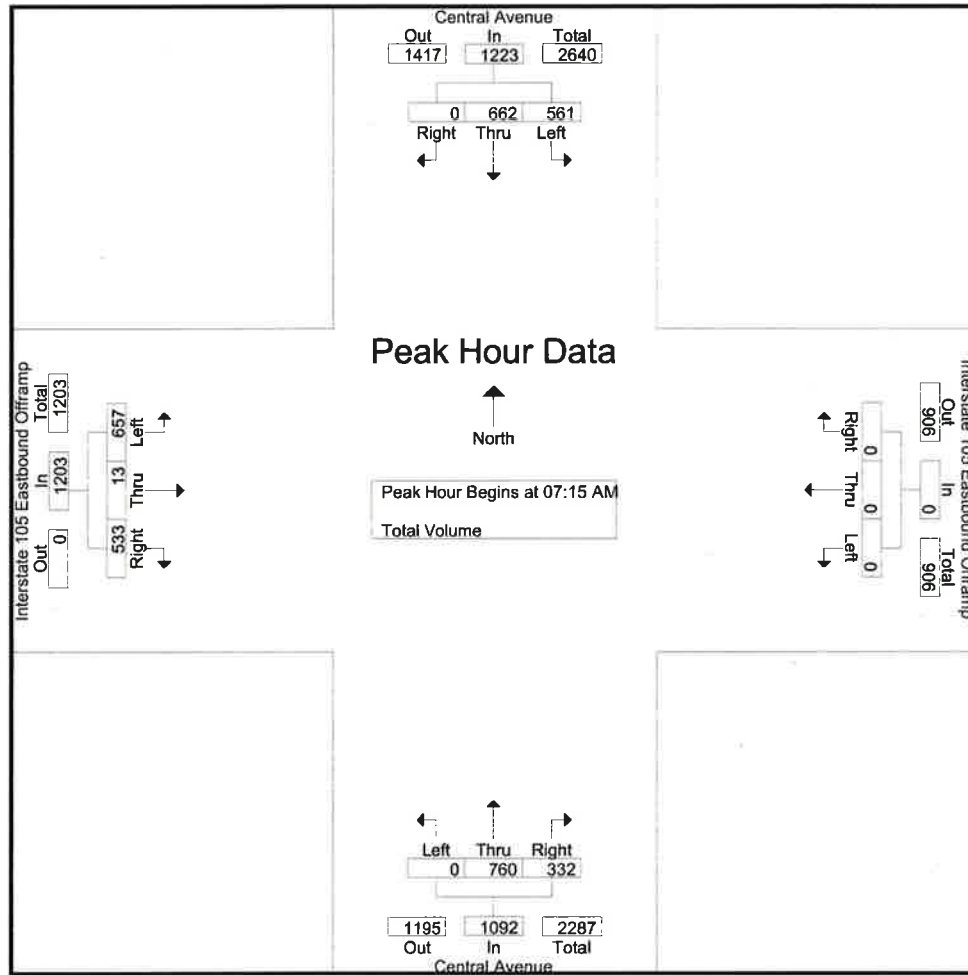 Central Avenue
Out In Total
1417 1223 2640
0 662 561
Right Thru Left
Peak Hour Data
North
Peak Hour Begins at 07:15 AM
Total Volume
Interstate 105 Eastbound Offramp
Total In Out
1203 1203 0
657 13 533
Left Thru Right
Out In Total
906 0 906
0 0 0
Right Thru Left
Interstate 105 Eastbound
Left Thru Right
0 760 332
1195 1092 2287
Out In Total
Central Avenue